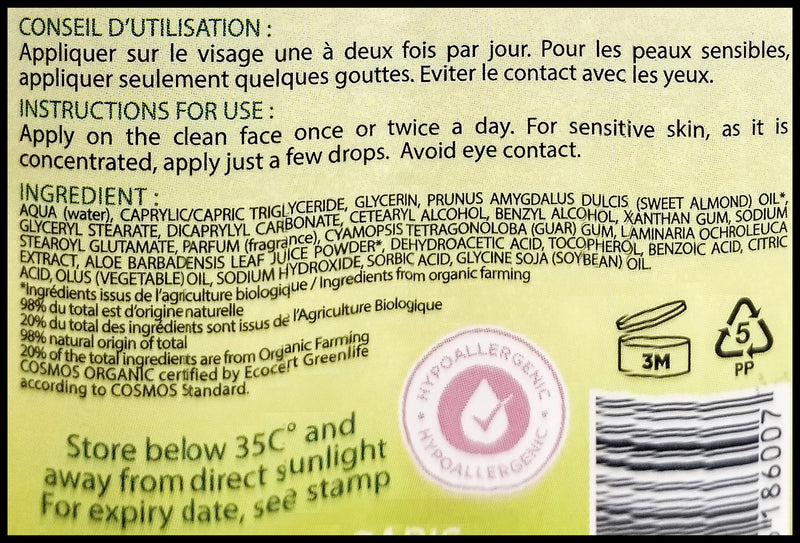 CONSEIL D'UTILISATION :
Appliquer sur le visage une à deux fois par jour. Pour les peaux sensibles,
appliquer seulement quelques gouttes. Eviter le contact avec les yeux.
INSTRUCTIONS FOR USE :
Apply on the clean face once or twice a day. For sensitive skin, as it is
concentrated, apply just a few drops. Avoid eye contact.
INGREDIENT :
AQUA (water), CAPRYLIC/CAPRIC TRIGLYCERIDE, GLYCERIN, PRUNUS AMYGDALUS DULCIS (SWEET ALMOND) OIL*,
GLYCERYL STEARATE, DICAPRYLYL CARBONATE, CETEARYL ALCOHOL, BENZYL ALCOHOL, XANTHAN GUM, SODIUM
STEAROYL GLUTAMATE, PARFUM (fragrance), CYAMOPSIS TETRAGONOLOBA (GUAR) GUM, LAMINARIA OCHROLEUCA
EXTRACT, ALOE BARBADENSIS LEAF JUICE POWDER*, DEHYDROACETIC ACID, TOCOPHEROL, BENZOIC ACID, CITRIC
ACID, OLUS (VEGETABLE) OIL, SODIUM HYDROXIDE, SORBIC ACID, GLYCINE SOJA (SOYBEAN) OIL.
*Ingrédients issus de l'agriculture biologique / Ingredients from organic farming
98% du total est d'origine naturelle
20% du total des ingrédients sont issus de l'Agriculture Biologique
98% natural origin of total
20% of the total ingredients are from Organic Farming
COSMOS ORGANIC certified by Ecocert Greenlife
according to COSMOS Standard.
HYPOALLERGENIC
HYPOALLERGENIC
3M
5
PP
Store below 35C° and
away from direct sunlight
For expiry date, see stamp
186007